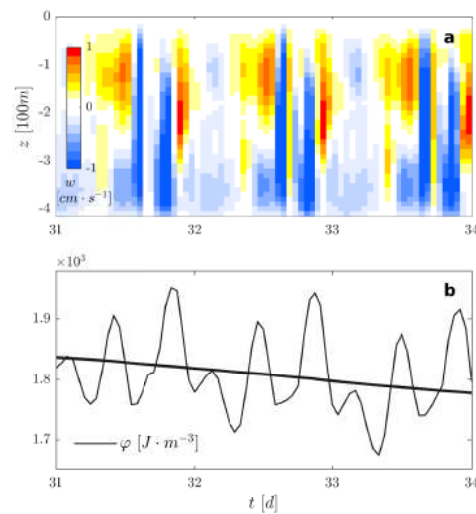 0
a
1
-1
0
z [100m]
-2
-3
-1
w
[cm · s⁻¹]
-4
31
32
33
34
×10³
b
1.9
1.8
1.7
φ [J · m⁻³]
31
32
33
34
t [d]